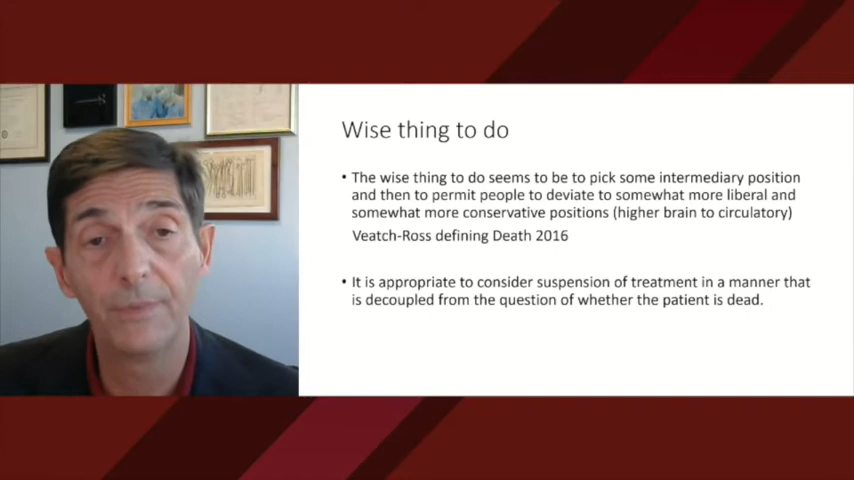 Wise thing to do
• The wise thing to do seems to be to pick some intermediary position
and then to permit people to deviate to somewhat more liberal and
somewhat more conservative positions (higher brain to circulatory)
Veatch-Ross defining Death 2016
• It is appropriate to consider suspension of treatment in a manner that
is decoupled from the question of whether the patient is dead.